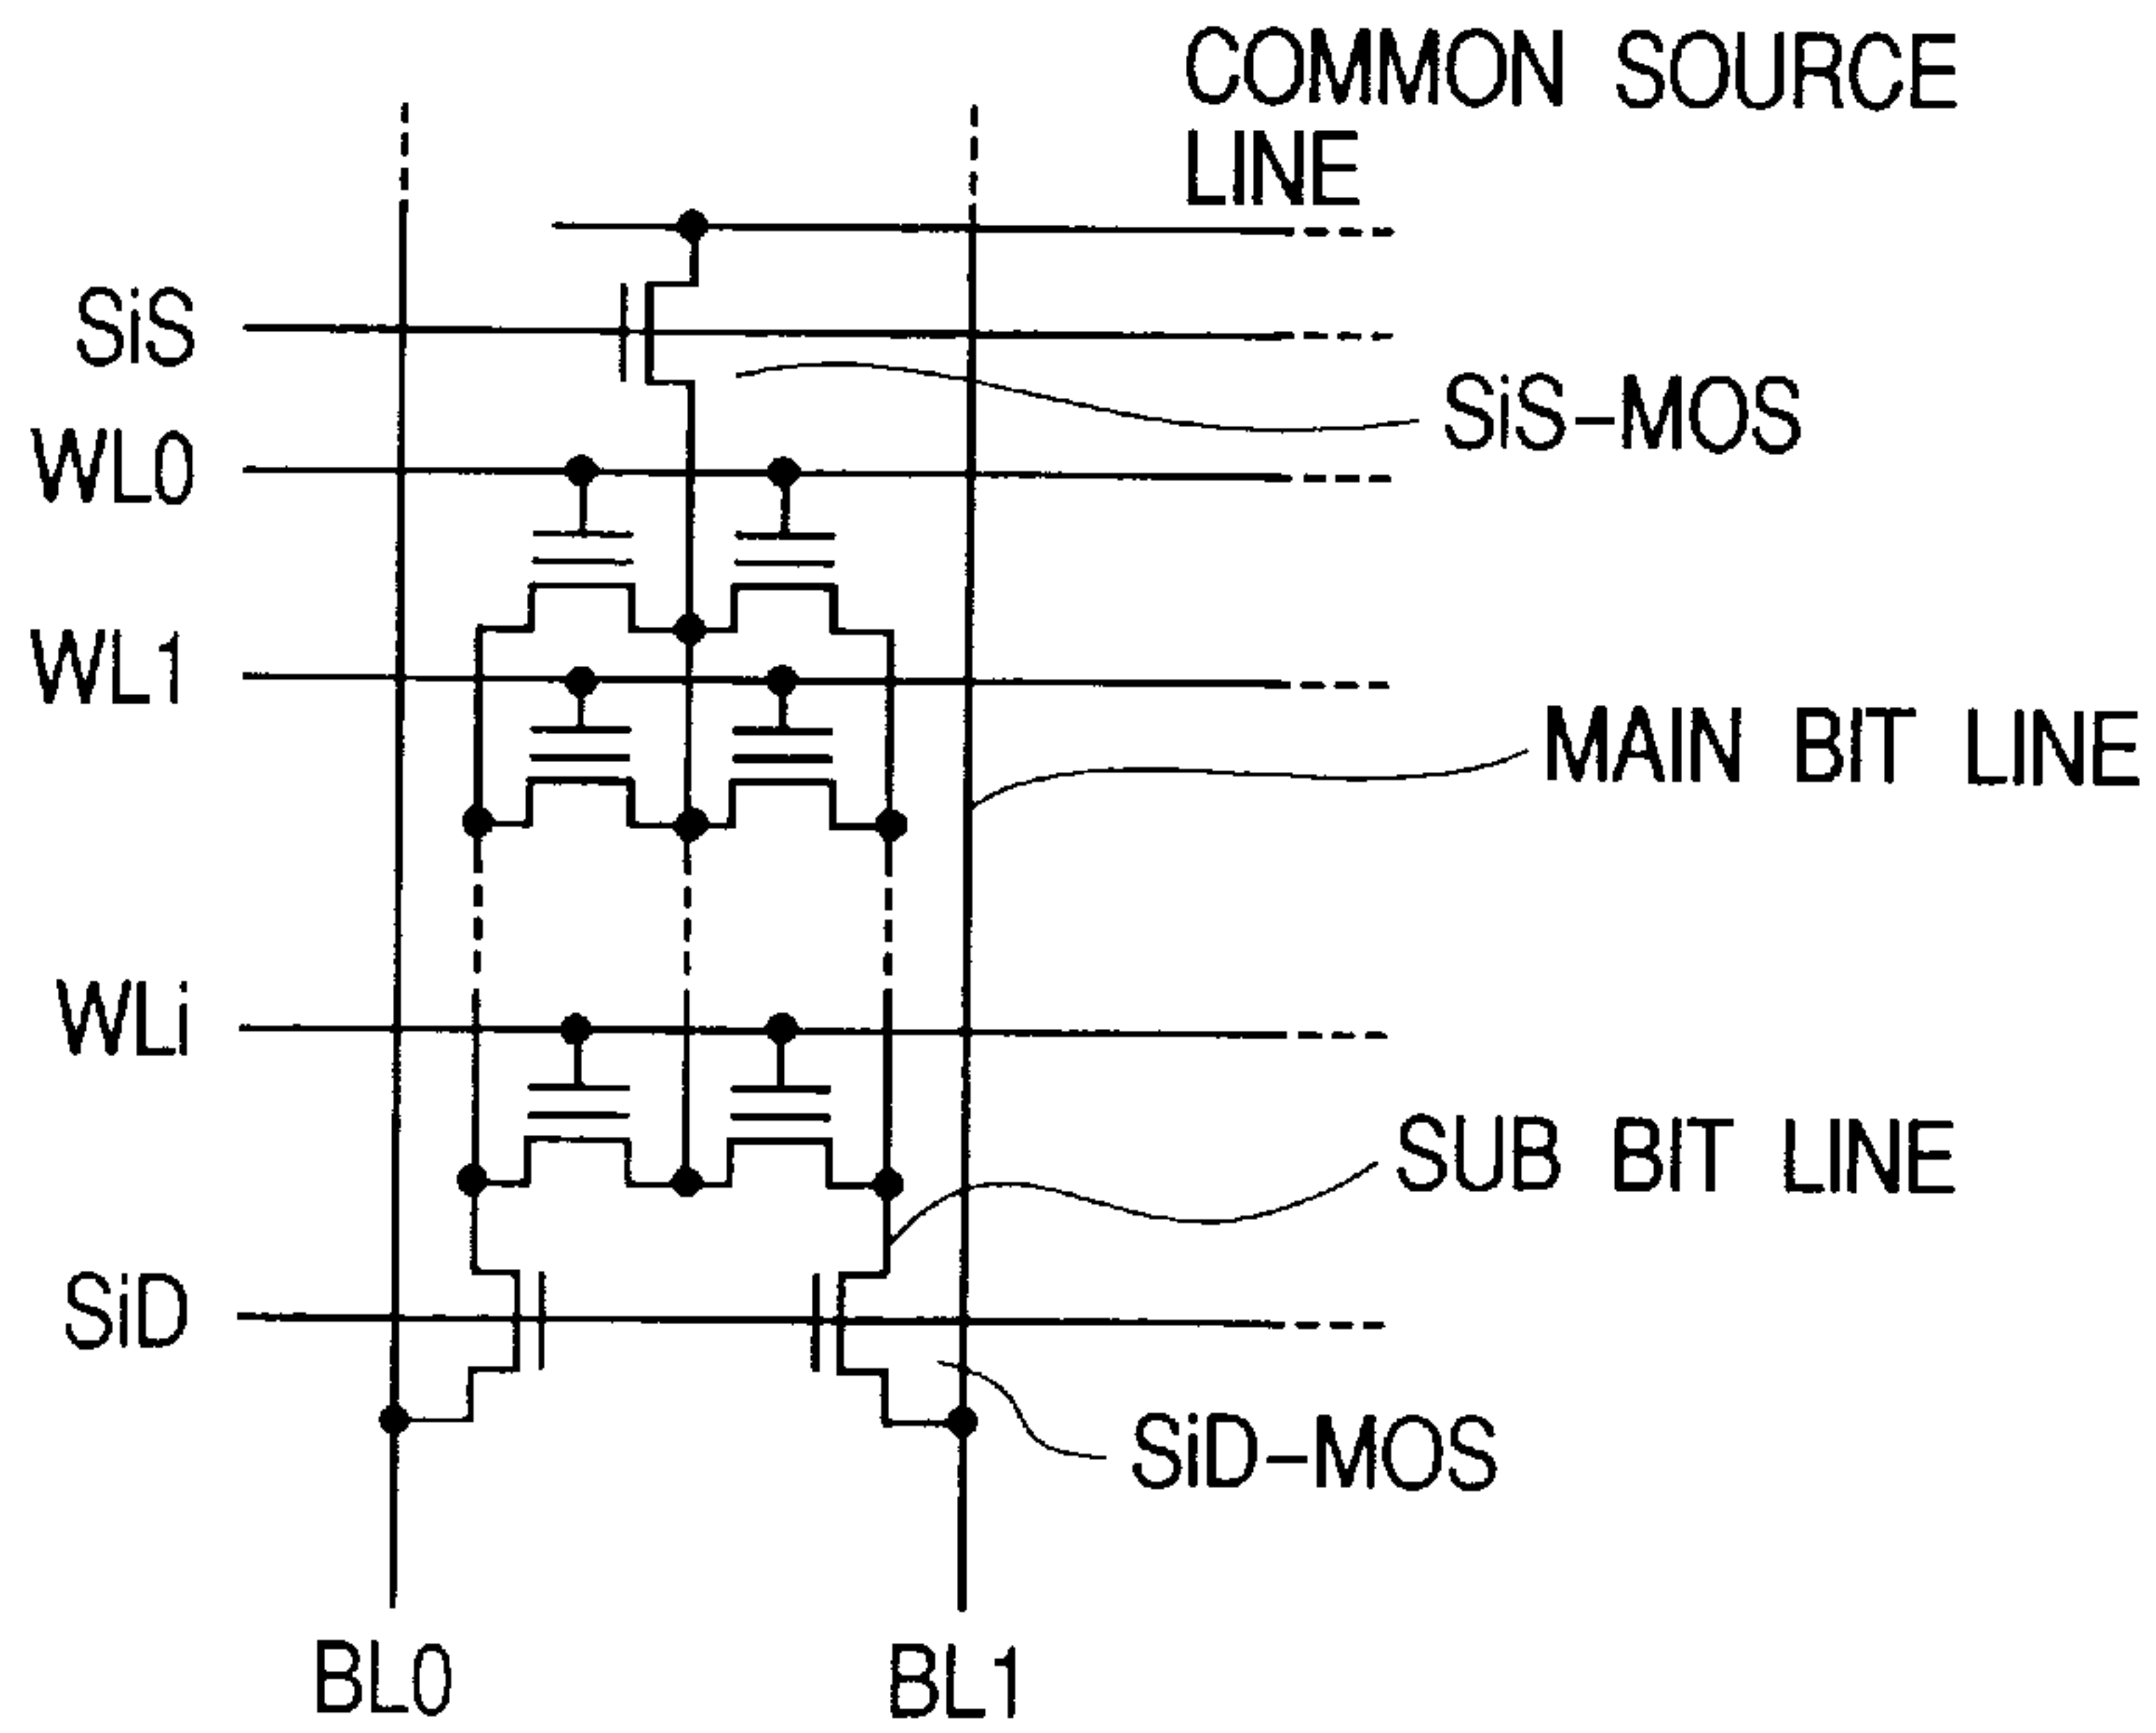 COMMON SOURCE
LINE
SiS
SiS-MOS
WL0
WL1
MAIN BIT LINE
WLi
SUB BIT LINE
SiD
SiD-MOS
BL0
BL1